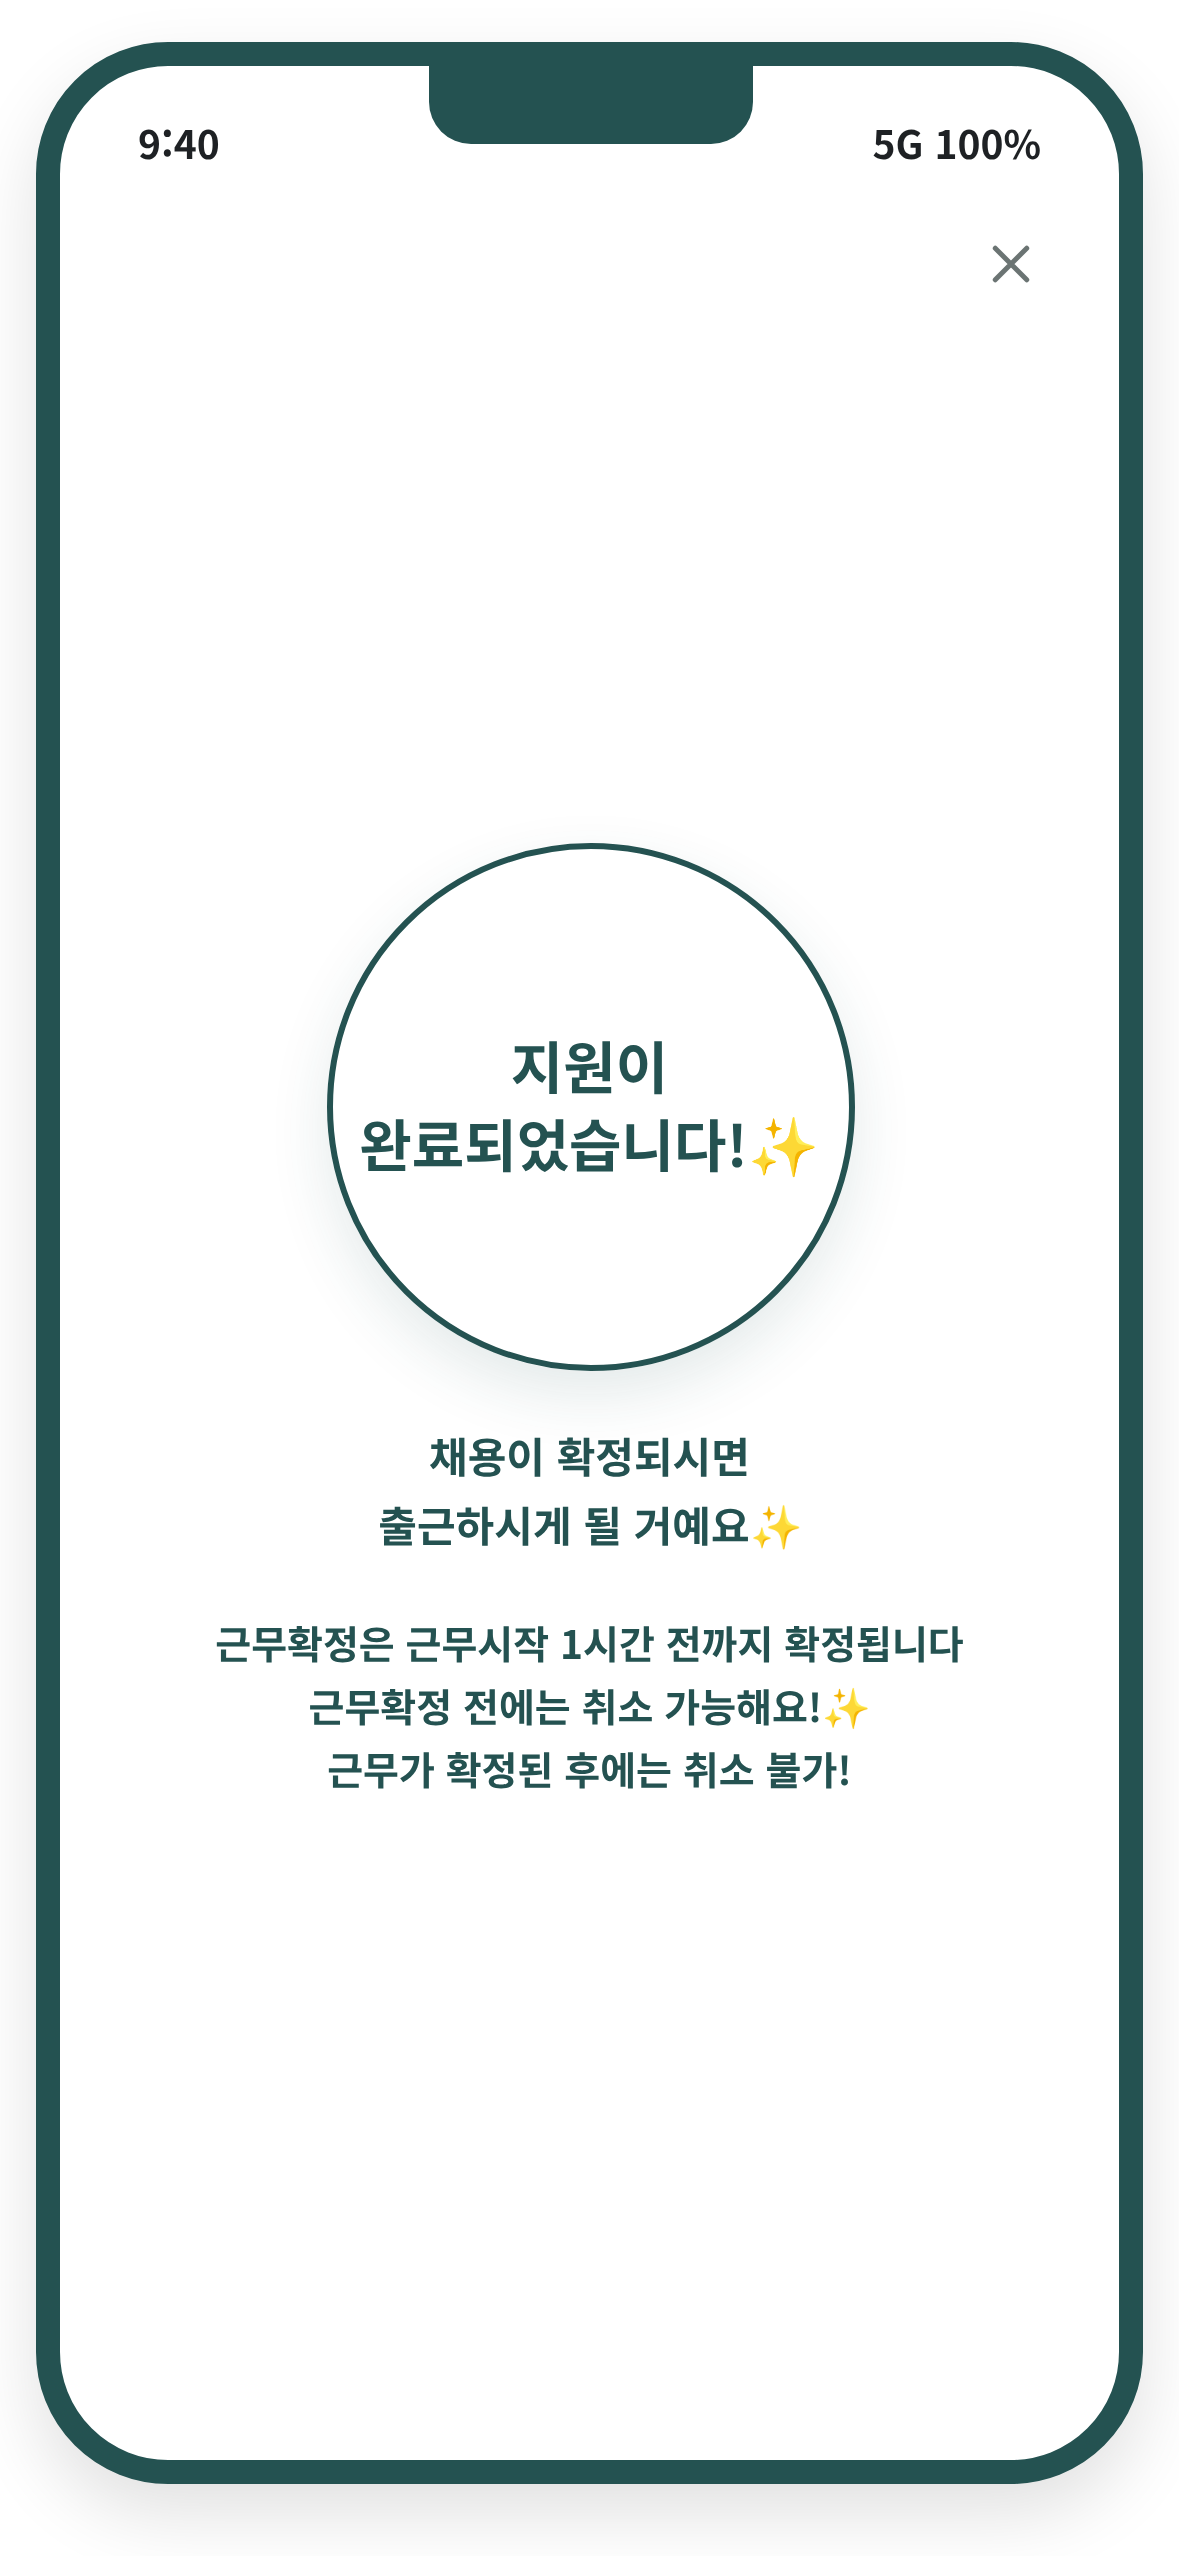 9:40
5G 100%
지원이
완료되었습니다!✨
채용이 확정되시면
출근하시게 될 거예요✨
근무확정은 근무시작 1시간 전까지 확정됩니다
근무확정 전에는 취소 가능해요!✨
근무가 확정된 후에는 취소 불가!